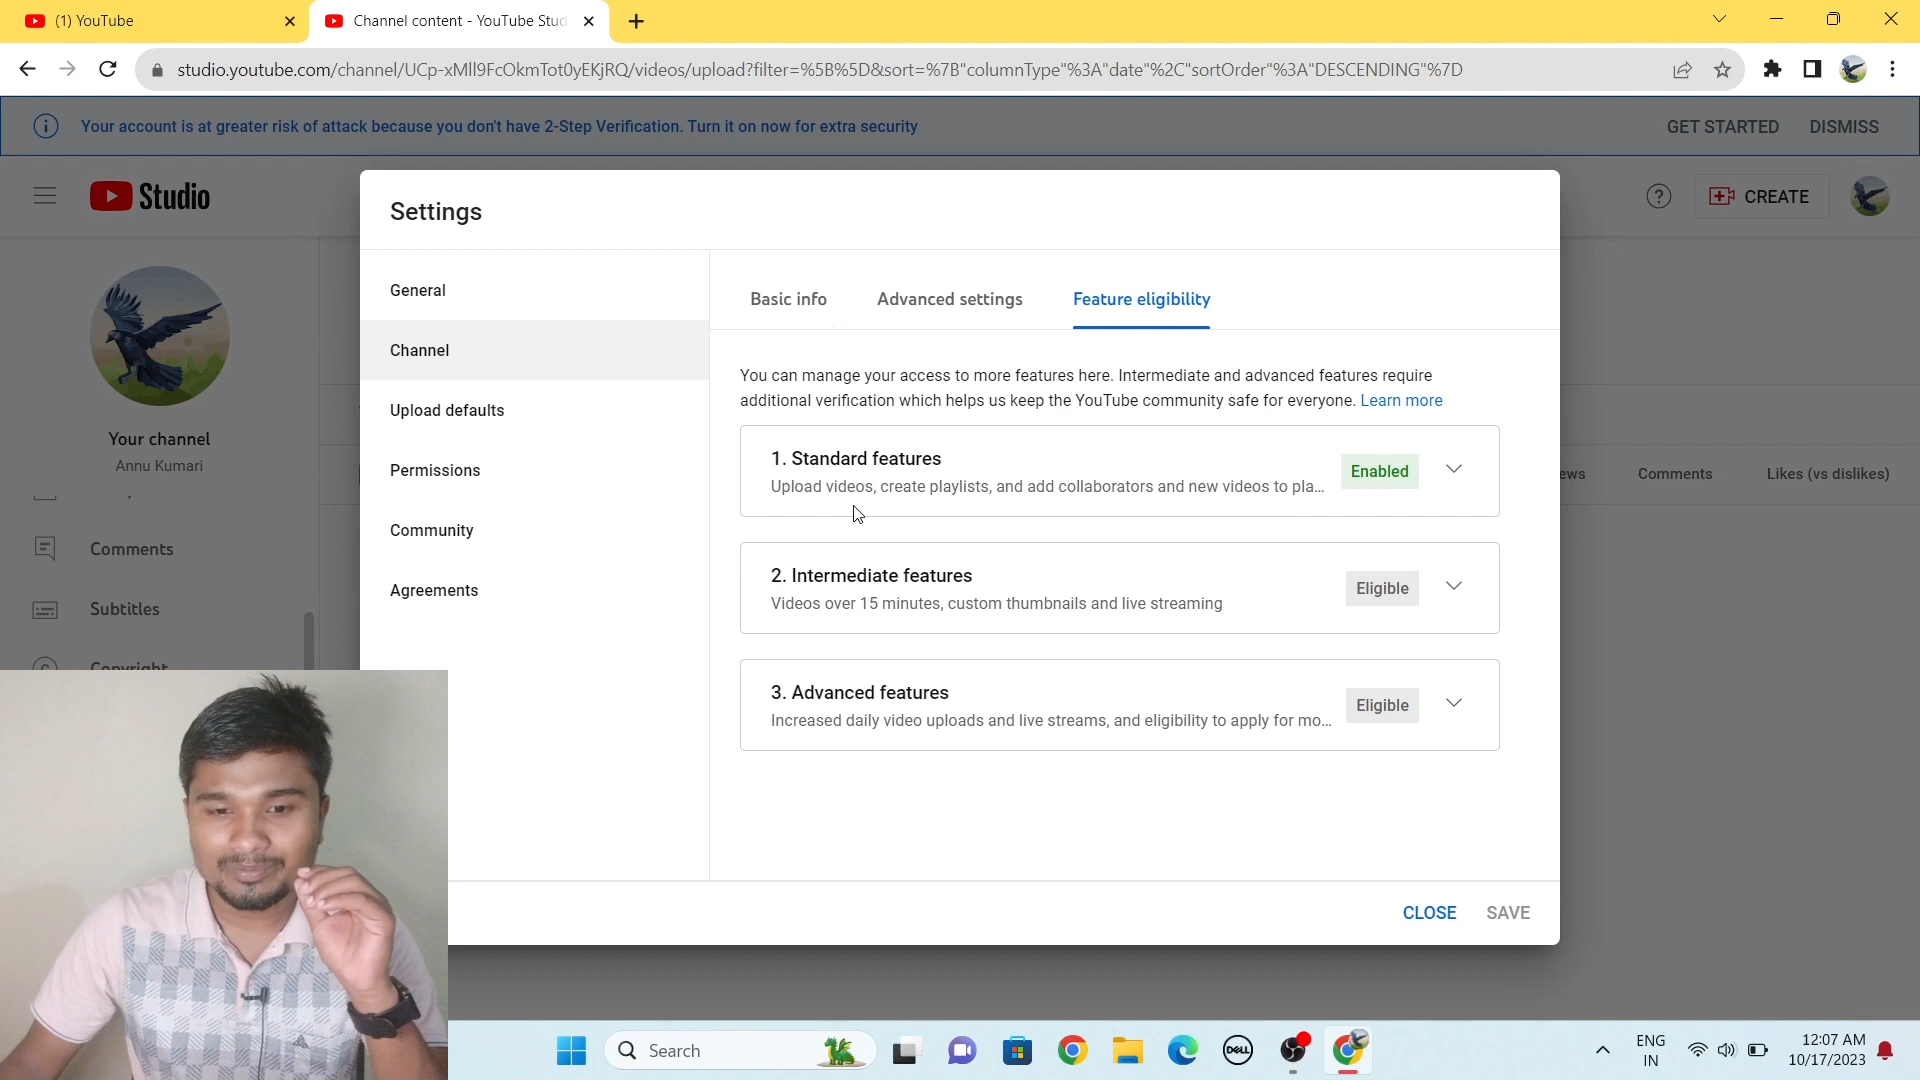 (1) YouTube
Channel content - YouTube Stud
studio.youtube.com/channel/UCp-xMll9FcOkmTot0yEKjRQ/videos/upload?filter=%5B%5D&sort=%7B"columnType"%3A"date"%2C"sortOrder"%3A"DESCENDING"%7D
Your account is at greater risk of attack because you don't have 2-Step Verification. Turn it on now for extra security
GET STARTED
DISMISS
Studio
CREATE
Your channel
Annu Kumari
Comments
Subtitles
Copyright
Settings
General
Channel
Upload defaults
Permissions
Community
Agreements
Basic info
Advanced settings
Feature eligibility
You can manage your access to more features here. Intermediate and advanced features require
additional verification which helps us keep the YouTube community safe for everyone. Learn more
1. Standard features
Upload videos, create playlists, and add collaborators and new videos to pla...
Enabled
2. Intermediate features
Videos over 15 minutes, custom thumbnails and live streaming
Eligible
3. Advanced features
Increased daily video uploads and live streams, and eligibility to apply for mo...
Eligible
CLOSE
SAVE
ews
Comments
Likes (vs dislikes)
Search
DELL
ENG
IN
12:07 AM
10/17/2023